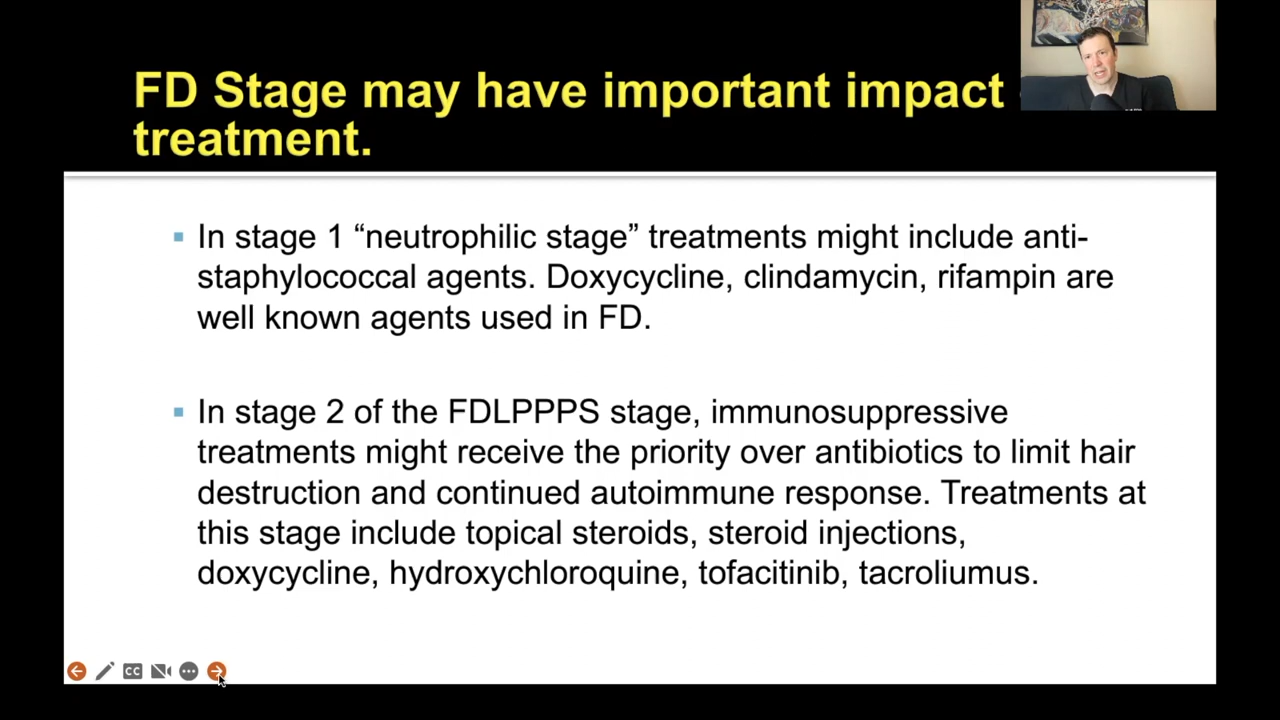 FD Stage may have important impact
treatment.
▪ In stage 1 “neutrophilic stage” treatments might include anti-
staphylococcal agents. Doxycycline, clindamycin, rifampin are
well known agents used in FD.
▪ In stage 2 of the FDLPPPS stage, immunosuppressive
treatments might receive the priority over antibiotics to limit hair
destruction and continued autoimmune response. Treatments at
this stage include topical steroids, steroid injections,
doxycycline, hydroxychloroquine, tofacitinib, tacroliumus.
CC